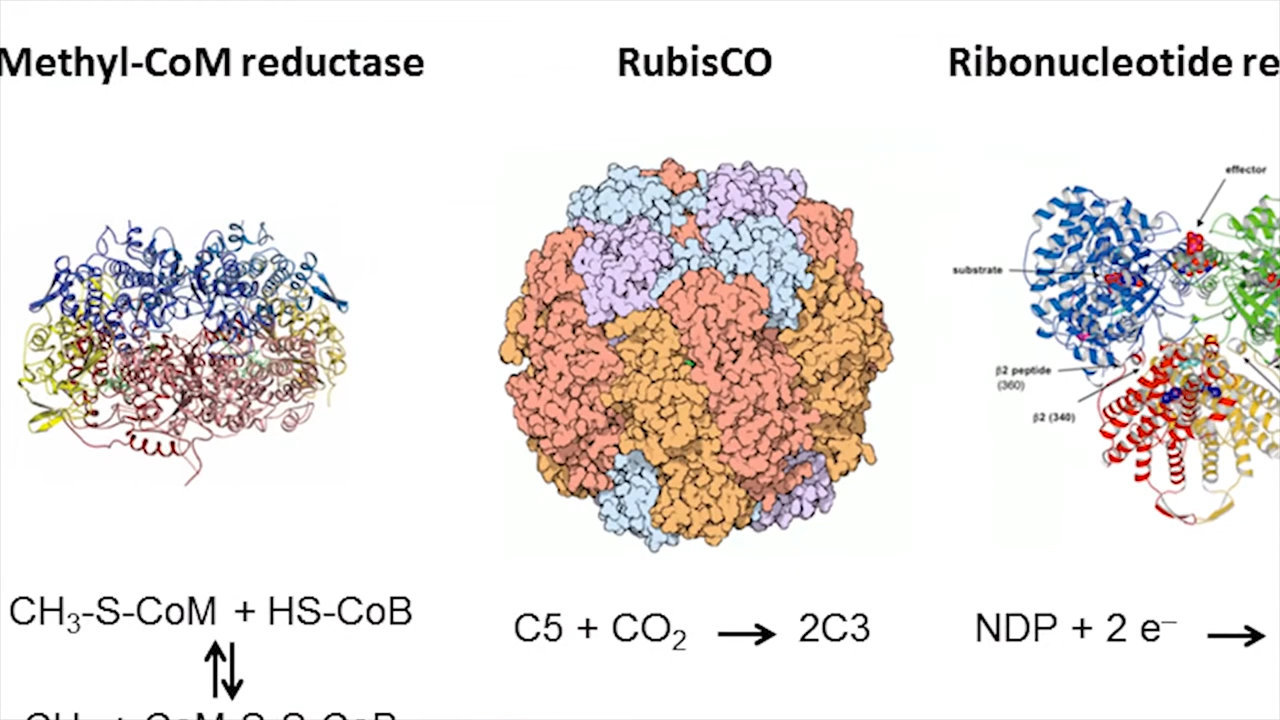 Methyl-CoM reductase
RubisCO
Ribonucleotide re
effector
substrate
β2 peptide
(360)
β2 (340)
CH₃-S-CoM + HS-CoB
C5 + CO₂ → 2C3
NDP + 2 e⁻ →